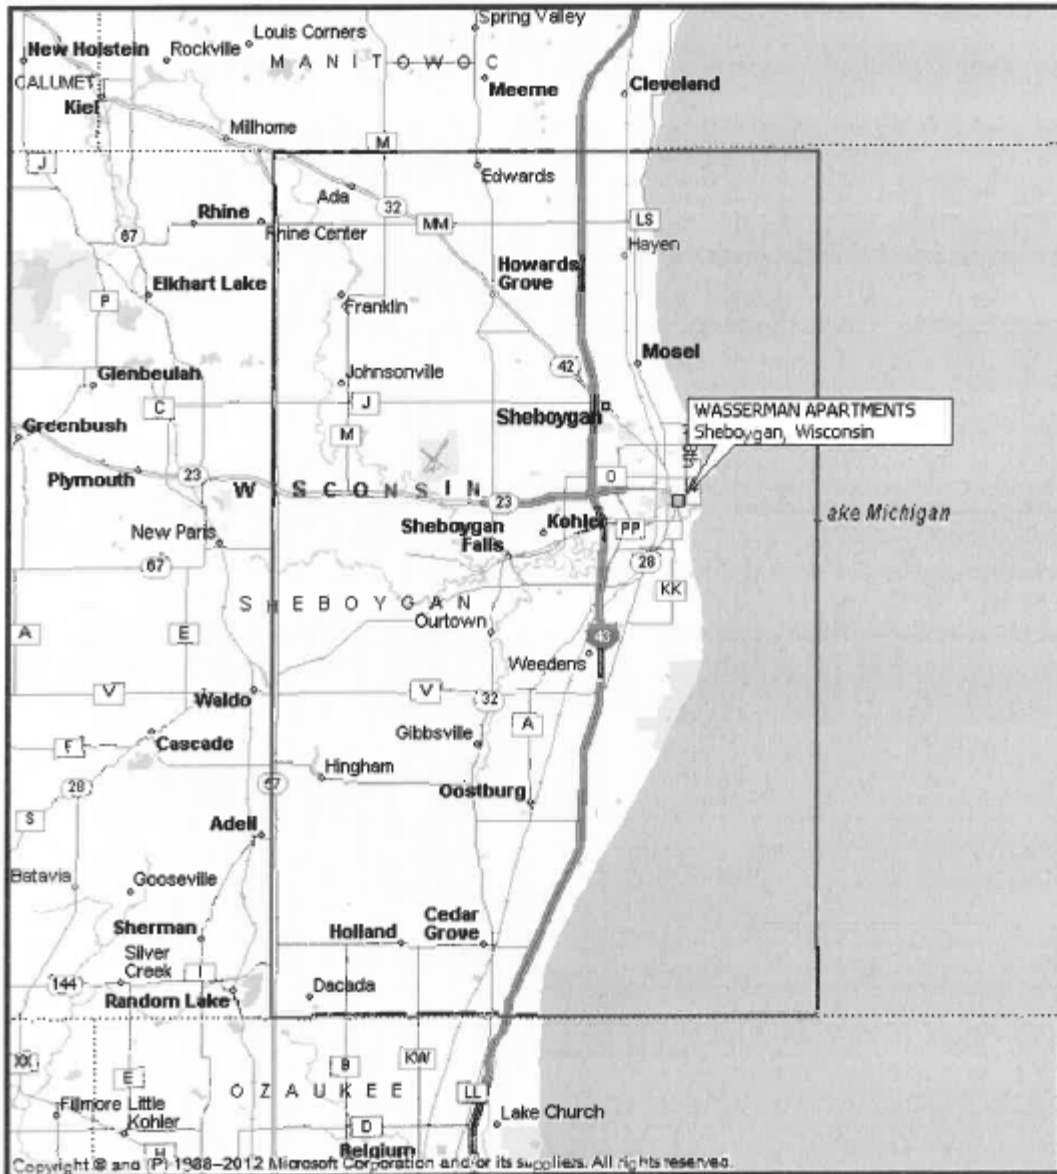 Spring Valley
Louis Corners
New Holstein
Rockville
MANITOWOC
CALUMET
Meeme
Cleveland
Kiel
Millhome
M
J
Edwards
Ada
32
Rhine
LS
67
Rhine Center
MM
Hayen
Howards
Grove
Elkhart Lake
P
Franklin
Mosel
42
Johnsonville
Glenbeulah
C
J
Sheboygan
WASSERMAN APARTMENTS
Sheboygan, Wisconsin
Greenbush
M
Plymouth
23
WISCONSIN
O
23
Sheboygan
Falls
Kohler
PP
Lake Michigan
New Paris
67
28
KK
SHEBOYGAN
Ourtown
A
E
43
Weedens
V
Waldo
V
32
A
Gibbsville
F
Cascade
Hingham
28
67
Oostburg
S
Adell
Batavia
Gooseville
Sherman
Holland
Cedar
Grove
Silver
Creek
144
I
Random Lake
Dacada
XX
E
B
KW
OZAUKEE
LL
Fillmore
Little
Kohler
D
Lake Church
H
Belgium
Copyright © and (P) 1988–2012 Microsoft Corporation and/or its suppliers. All rights reserved.